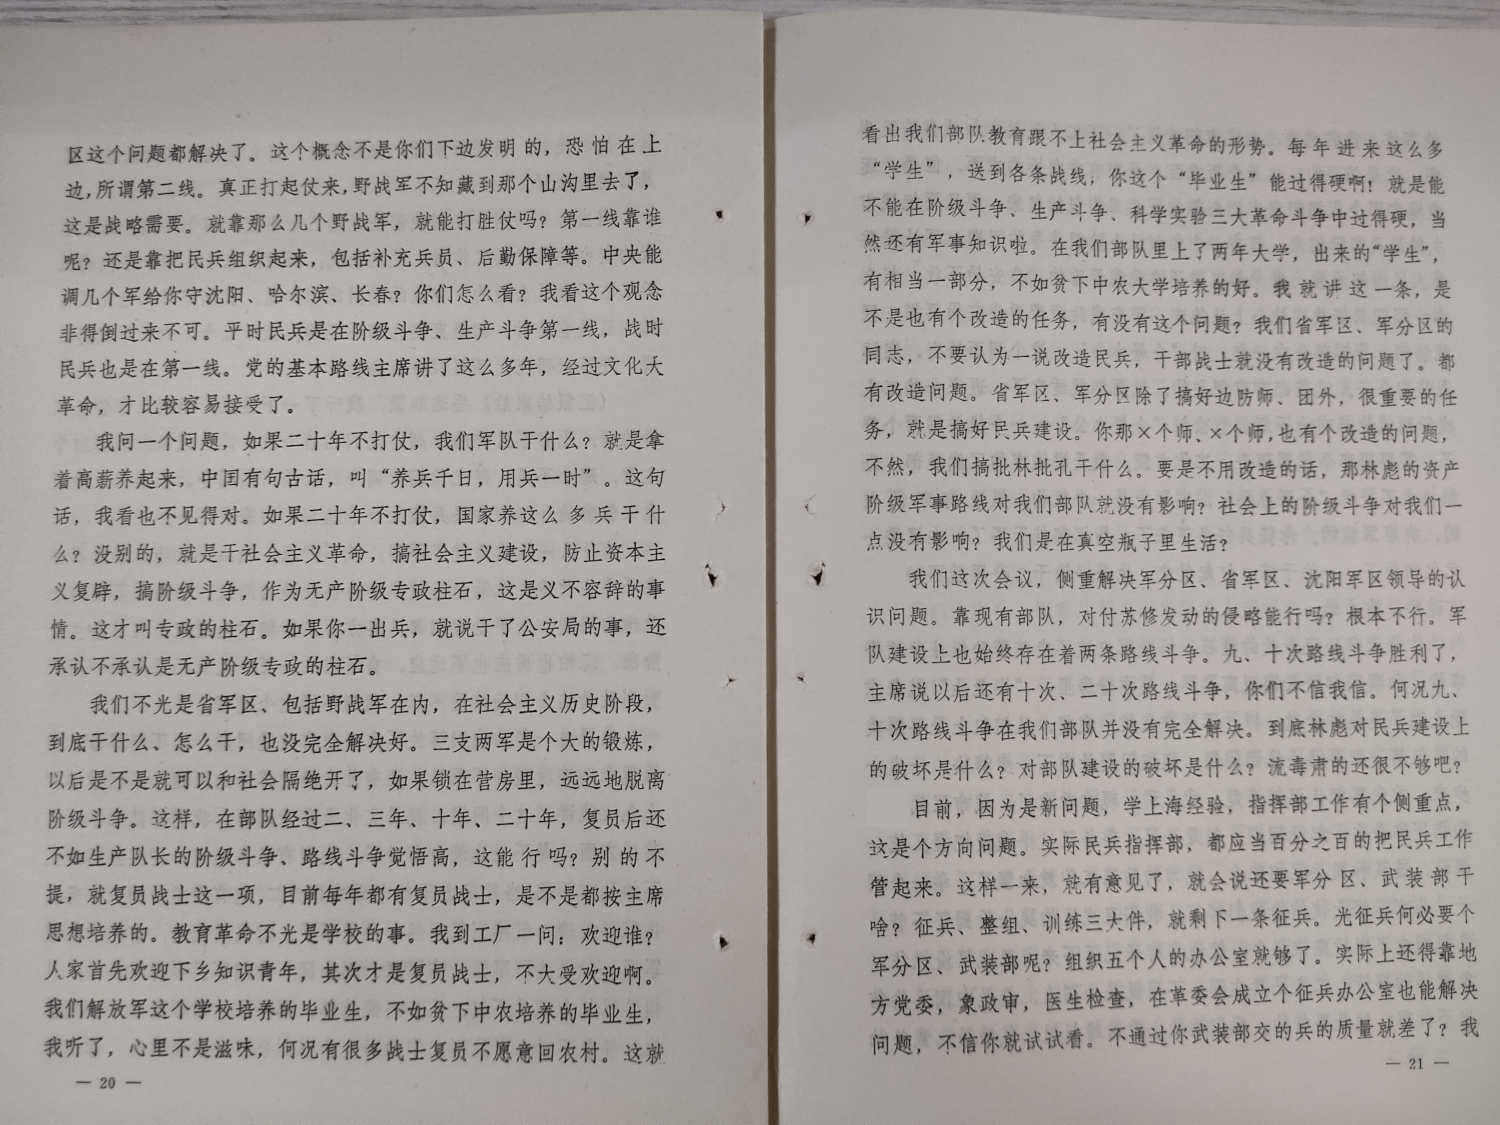 区这个问题都解决了。这个概念不是你们下边发明的，恐怕在上
边，所谓第二线。真正打起仗来，野战军不知藏到那个山沟里去了，
这是战略需要。就靠那么几个野战军，就能打胜仗吗？第一线靠谁
呢？还是靠把民兵组织起来，包括补充兵员、后勤保障等。中央能
调几个军给你守沈阳、哈尔滨、长春？你们怎么看？我看这个观念
非得倒过来不可。平时民兵是在阶级斗争、生产斗争第一线，战时
民兵也是在第一线。党的基本路线主席讲了这么多年，经过文化大
革命，才比较容易接受了。
我问一个问题，如果二十年不打仗，我们军队干什么？就是拿
着高薪养起来，中国有句古话，叫“养兵千日，用兵一时”。这句
话，我看也不见得对。如果二十年不打仗，国家养这么多兵干什
么？没别的，就是干社会主义革命，搞社会主义建设，防止资本主
义复辟，搞阶级斗争，作为无产阶级专政柱石，这是义不容辞的事
情。这才叫专政的柱石。如果你一出兵，就说干了公安局的事，还
承认不承认是无产阶级专政的柱石。
我们不光是省军区、包括野战军在内，在社会主义历史阶段，
到底干什么、怎么干，也没完全解决好。三支两军是个大的锻炼，
以后是不是就可以和社会隔绝开了，如果锁在营房里，远远地脱离
阶级斗争。这样，在部队经过二、三年、十年、二十年，复员后还
不如生产队长的阶级斗争、路线斗争觉悟高，这能行吗？别的不
提，就复员战士这一项，目前每年都有复员战士，是不是都按主席
思想培养的。教育革命不光是学校的事。我到工厂一问：欢迎谁？
人家首先欢迎下乡知识青年，其次才是复员战士，不大受欢迎啊。
我们解放军这个学校培养的毕业生，不如贫下中农培养的毕业生，
我听了，心里不是滋味，何况有很多战士复员不愿意回农村。这就
— 20 —
看出我们部队教育跟不上社会主义革命的形势。每年进来这么多
“学生”，送到各条战线，你这个“毕业生”能过得硬啊！就是能
不能在阶级斗争、生产斗争、科学实验三大革命斗争中过得硬，当
然还有军事知识啦。在我们部队里上了两年大学，出来的“学生”，
有相当一部分，不如贫下中农大学培养的好。我就讲这一条，是
不是也有个改造的任务，有没有这个问题？我们省军区、军分区的
同志，不要认为一说改造民兵，干部战士就没有改造的问题了。都
有改造问题。省军区、军分区除了搞好边防师、团外，很重要的任
务，就是搞好民兵建设。你那×个师、×个师，也有个改造的问题，
不然，我们搞批林批孔干什么。要是不用改造的话，那林彪的资产
阶级军事路线对我们部队就没有影响？社会上的阶级斗争对我们一
点没有影响？我们是在真空瓶子里生活？
我们这次会议，侧重解决军分区、省军区、沈阳军区领导的认
识问题。靠现有部队，对付苏修发动的侵略能行吗？根本不行。军
队建设上也始终存在着两条路线斗争。九、十次路线斗争胜利了，
主席说以后还有十次、二十次路线斗争，你们不信我信。何况九、
十次路线斗争在我们部队并没有完全解决。到底林彪对民兵建设上
的破坏是什么？对部队建设的破坏是什么？流毒肃的还很不够吧？
目前，因为是新问题，学上海经验，指挥部工作有个侧重点，
这是个方向问题。实际民兵指挥部，都应当百分之百的把民兵工作
管起来。这样一来，就有意见了，就会说还要军分区、武装部干
啥？征兵、整组、训练三大件，就剩下一条征兵。光征兵何必要个
军分区、武装部呢？组织五个人的办公室就够了。实际上还得靠地
方党委，象政审，医生检查，在革委会成立个征兵办公室也能解决
问题，不信你就试试看。不通过你武装部交的兵的质量就差了？我
— 21 —